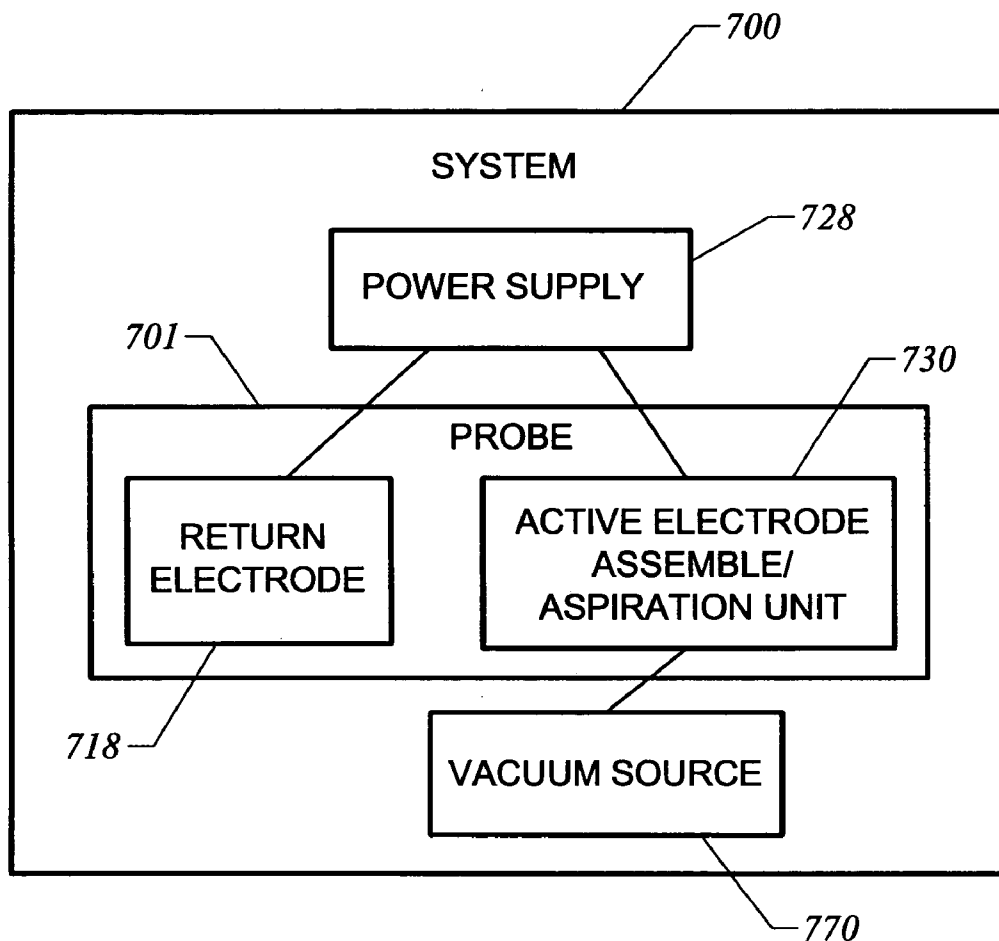 700
SYSTEM
728
POWER SUPPLY
701
730
PROBE
RETURN
ELECTRODE
ACTIVE ELECTRODE
ASSEMBLE/
ASPIRATION UNIT
718
VACUUM SOURCE
770